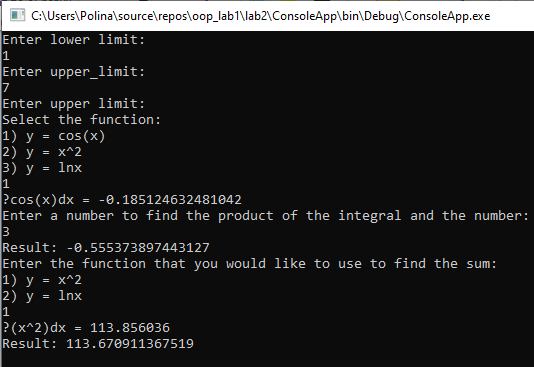 C:\Users\Polina\source\repos\oop_lab1\lab2\ConsoleApp\bin\Debug\ConsoleApp.exe
Enter lower limit:
1
Enter upper_limit:
7
Enter upper limit:
Select the function:
1) y = cos(x)
2) y = x^2
3) y = lnx
1
?cos(x)dx = -0.185124632481042
Enter a number to find the product of the integral and the number:
3
Result: -0.555373897443127
Enter the function that you would like to use to find the sum:
1) y = x^2
2) y = lnx
1
?(x^2)dx = 113.856036
Result: 113.670911367519